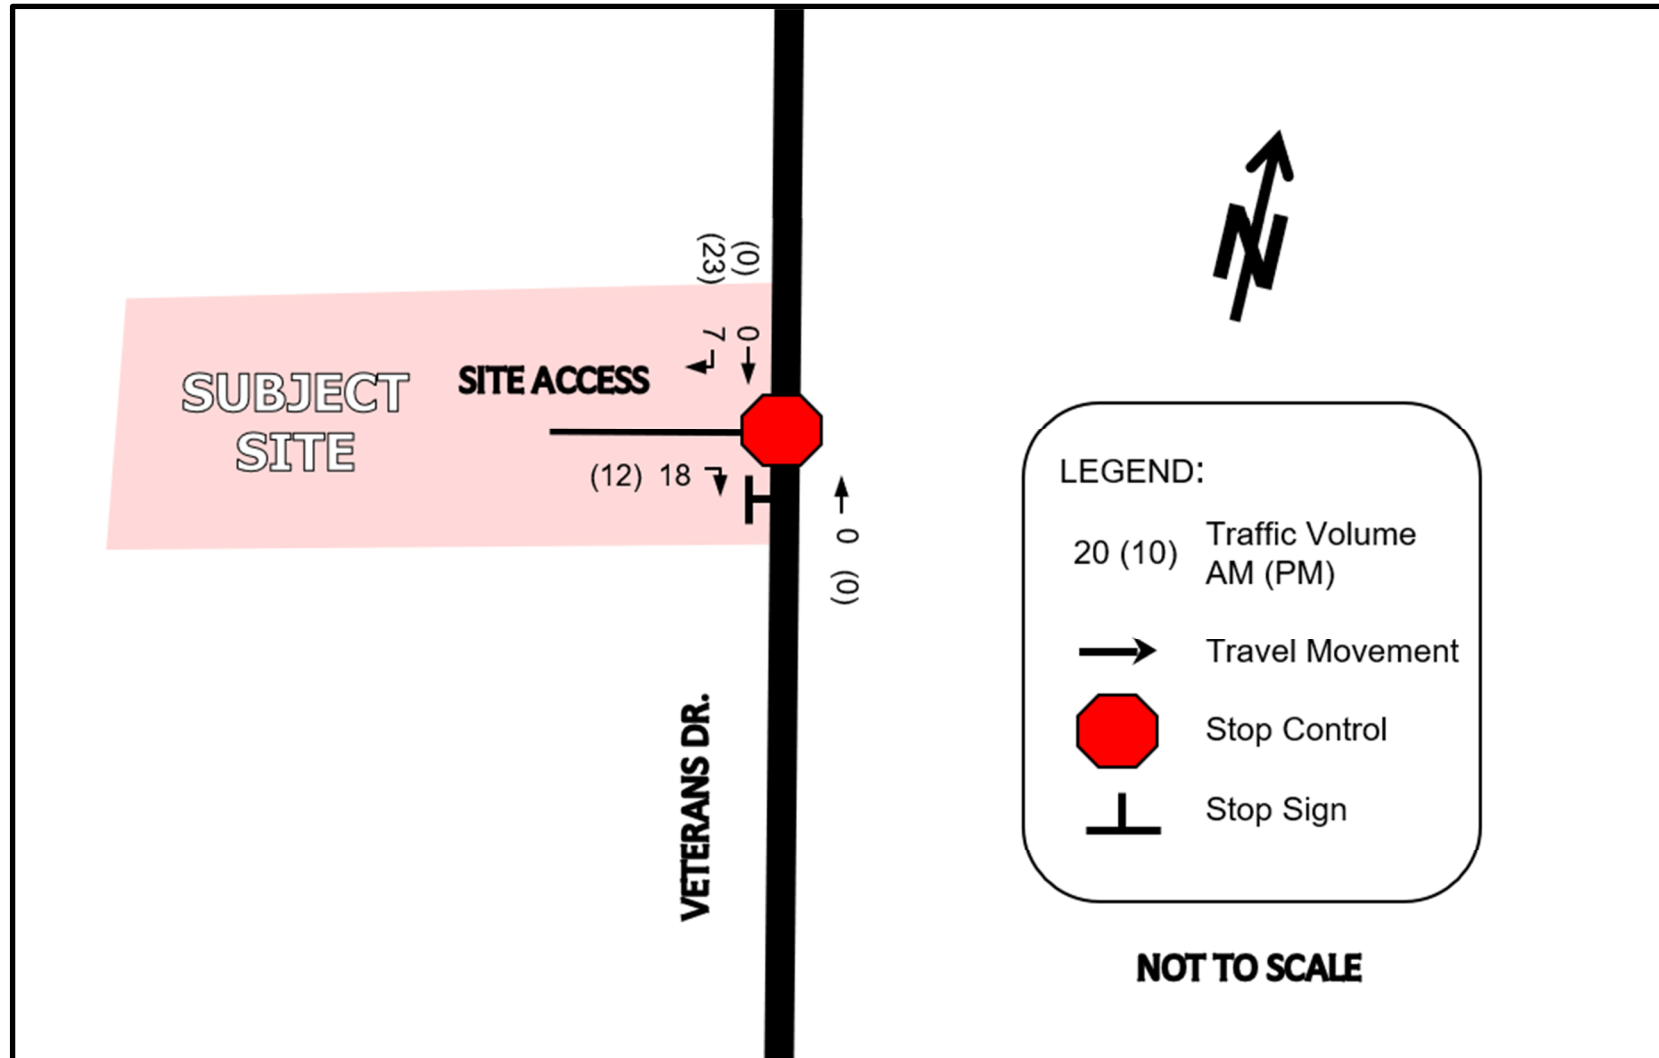 (23)
(0)
7
0
SUBJECT
SITE
SITE ACCESS
(12) 18
0 (0)
VETERANS DR.
N
LEGEND:
20 (10)
Traffic Volume
AM (PM)
Travel Movement
Stop Control
Stop Sign
NOT TO SCALE